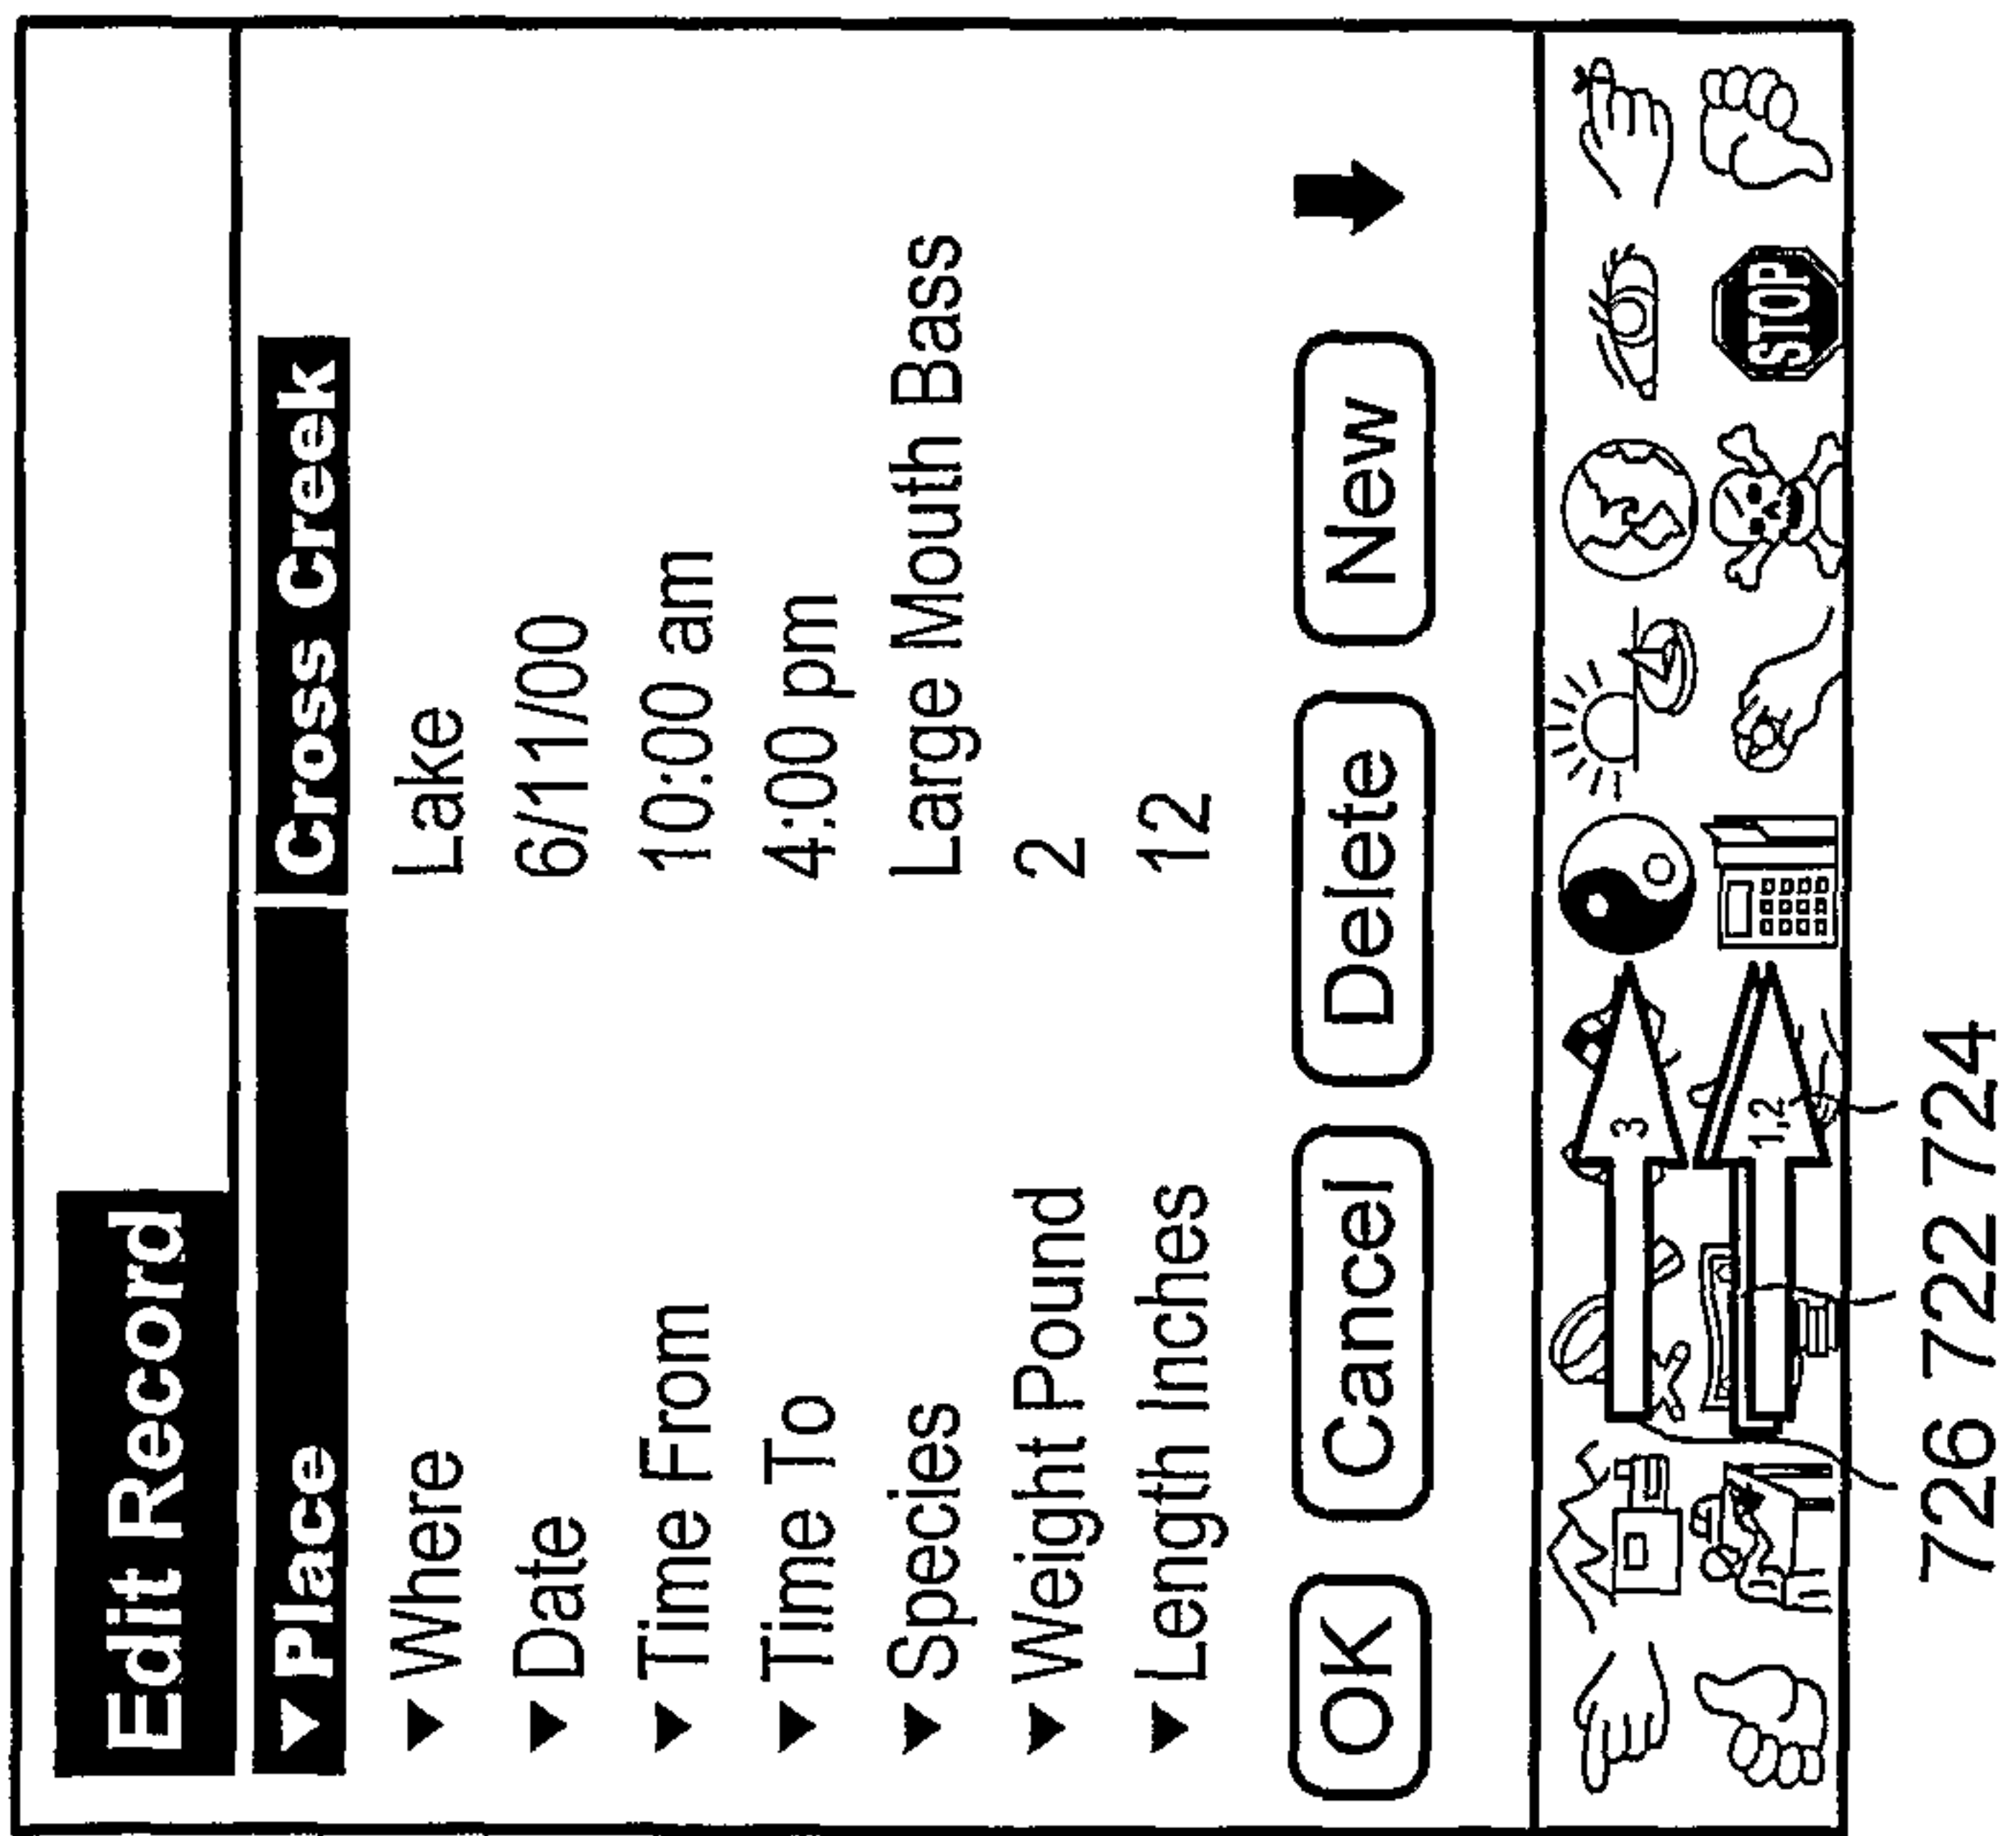 Edit Record
Place Cross Creek
Where Lake
Date 6/11/00
Time From 10:00 am
Time To 4:00 pm
Species Large Mouth Bass
Weight Pound 2
Length Inches 12
OK Cancel Delete New
3
STOP
1,2
726 722 724